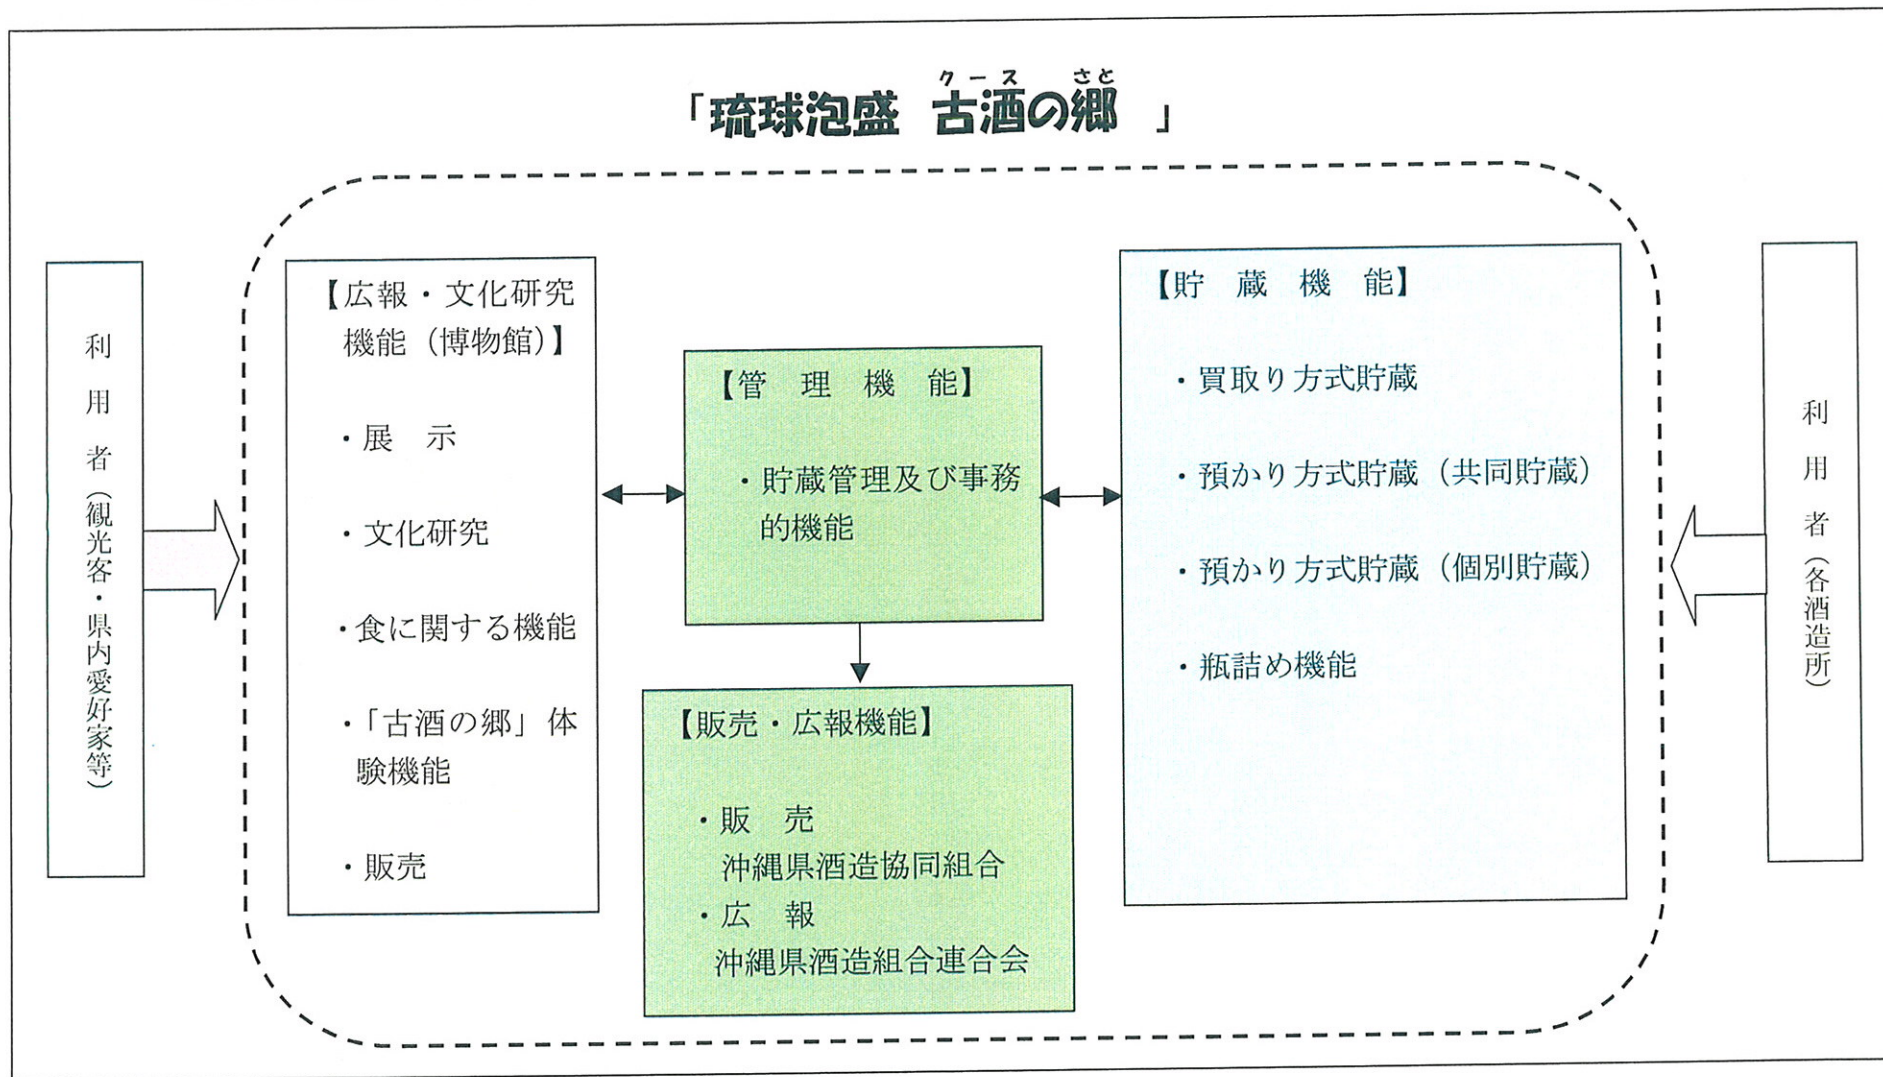 「琉球泡盛 古酒の郷 」
クース さと
利用者（観光客・県内愛好家等）
【広報・文化研究
機能（博物館）】
・展 示
・文化研究
・食に関する機能
・「古酒の郷」体
験機能
・販売
【管 理 機 能】
・貯蔵管理及び事務
的機能
【販売・広報機能】
・販 売
沖縄県酒造協同組合
・広 報
沖縄県酒造組合連合会
【貯 蔵 機 能】
・買取り方式貯蔵
・預かり方式貯蔵（共同貯蔵）
・預かり方式貯蔵（個別貯蔵）
・瓶詰め機能
利用者（各酒造所）